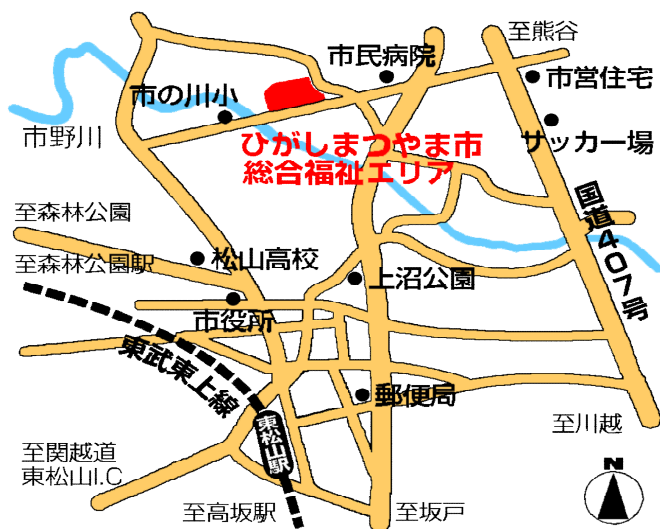 至熊谷
市民病院
市営住宅
市の川小
サッカー場
市野川
ひがしまつやま市
総合福祉エリア
国道407号
至森林公園
至森林公園駅
松山高校
上沼公園
市役所
東武東上線
郵便局
東松山駅
至川越
至関越道
東松山I.C
至高坂駅
至坂戸
N